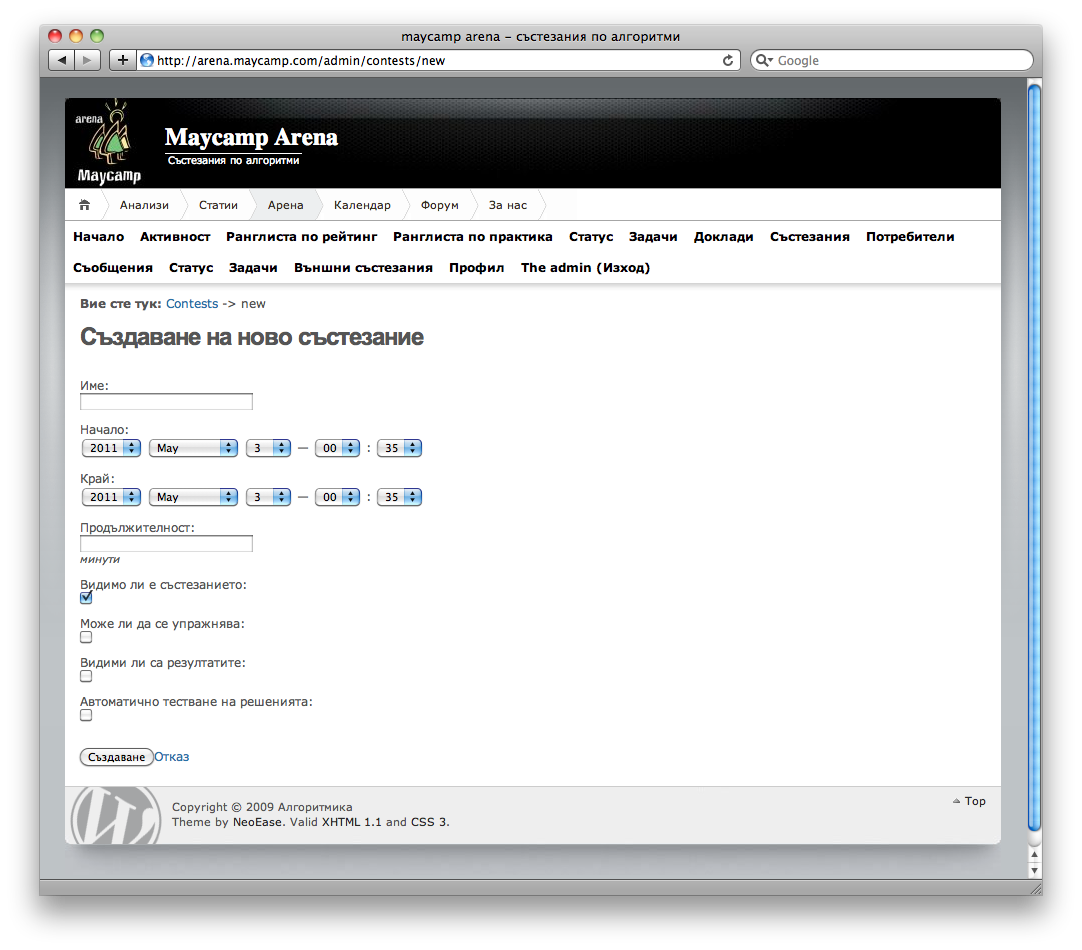 maycamp arena – състезания по алгоритми
http://arena.maycamp.com/admin/contests/new
Google
arena
Maycamp
Maycamp Arena
Състезания по алгоритми
Анализи Статии Арена Календар Форум За нас
Начало Активност Ранглиста по рейтинг Ранглиста по практика Статус Задачи Доклади Състезания Потребители
Съобщения Статус Задачи Външни състезания Профил The admin (Изход)
Вие сте тук: Contests -> new
Създаване на ново състезание
Име:
Начало:
2011 May 3 — 00 : 35
Край:
2011 May 3 — 00 : 35
Продължителност:
минути
Видимо ли е състезанието:
Може ли да се упражнява:
Видими ли са резултатите:
Автоматично тестване на решенията:
Създаване Отказ
Copyright © 2009 Алгоритмика
Theme by NeoEase. Valid XHTML 1.1 and CSS 3.
Top